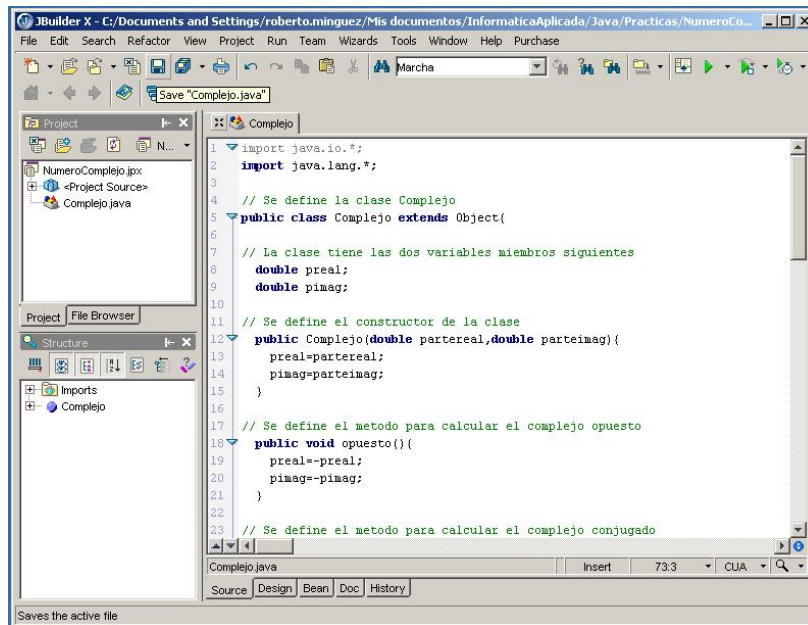 JBuilder X - C:/Documents and Settings/roberto.minguez/Mis documentos/InformaticaAplicada/Java/Practicas/NumeroCo...
File Edit Search Refactor View Project Run Team Wizards Tools Window Help Purchase
Marcha
Save "Complejo.java"
Project
N...
NumeroComplejo.jpx
<Project Source>
Complejo.java
Project File Browser
Structure
Imports
Complejo
Complejo
1 import java.io.*;
2 import java.lang.*;
3
4 // Se define la clase Complejo
5 public class Complejo extends Object{
6
7 // La clase tiene las dos variables miembros siguientes
8 double preal;
9 double pimag;
10
11 // Se define el constructor de la clase
12 public Complejo(double partereal,double parteimag){
13 preal=partereal;
14 pimag=parteimag;
15 }
16
17 // Se define el metodo para calcular el complejo opuesto
18 public void opuesto(){
19 preal=-preal;
20 pimag=-pimag;
21 }
22
23 // Se define el metodo para calcular el complejo conjugado
Complejo.java Insert 73:3 CUA
Source Design Bean Doc History
Saves the active file